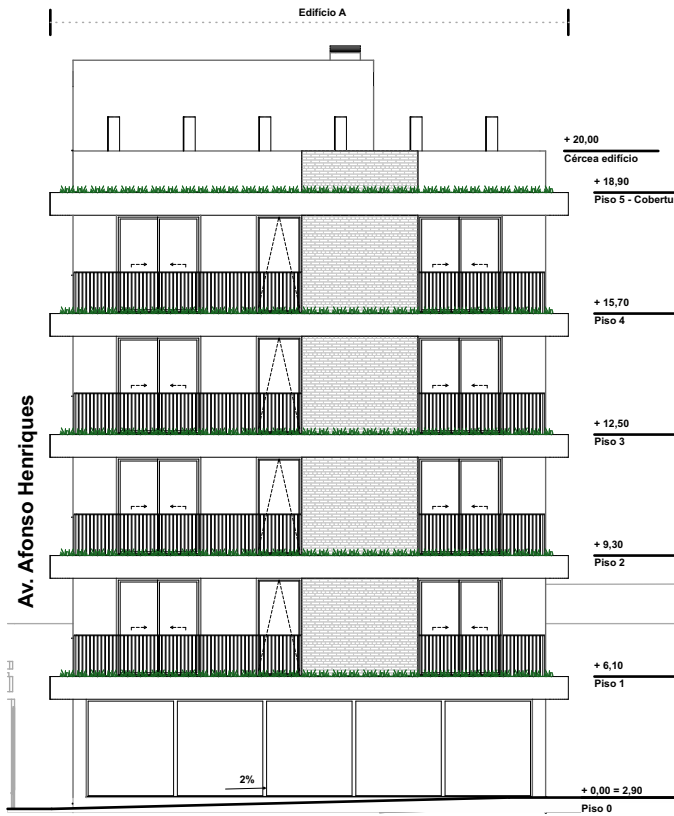 Edifício A
+ 20,00
Cércea edifício
+ 18,90
Piso 5 - Cobertu
+ 15,70
Piso 4
+ 12,50
Piso 3
Av. Afonso Henriques
+ 9,30
Piso 2
+ 6,10
Piso 1
2%
+ 0,00 = 2,90
Piso 0